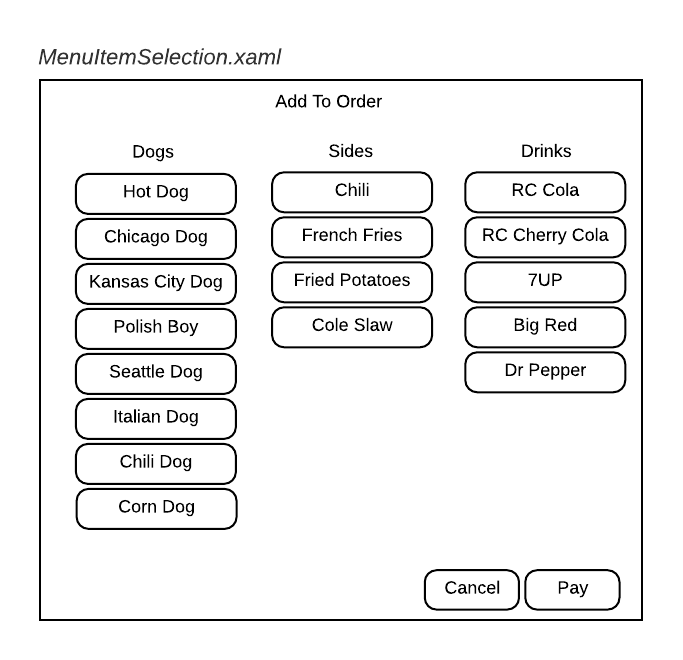 MenuItemSelection.xaml
Add To Order
Dogs
Hot Dog
Chicago Dog
Kansas City Dog
Polish Boy
Seattle Dog
Italian Dog
Chili Dog
Corn Dog
Sides
Chili
French Fries
Fried Potatoes
Cole Slaw
Drinks
RC Cola
RC Cherry Cola
7UP
Big Red
Dr Pepper
Cancel
Pay